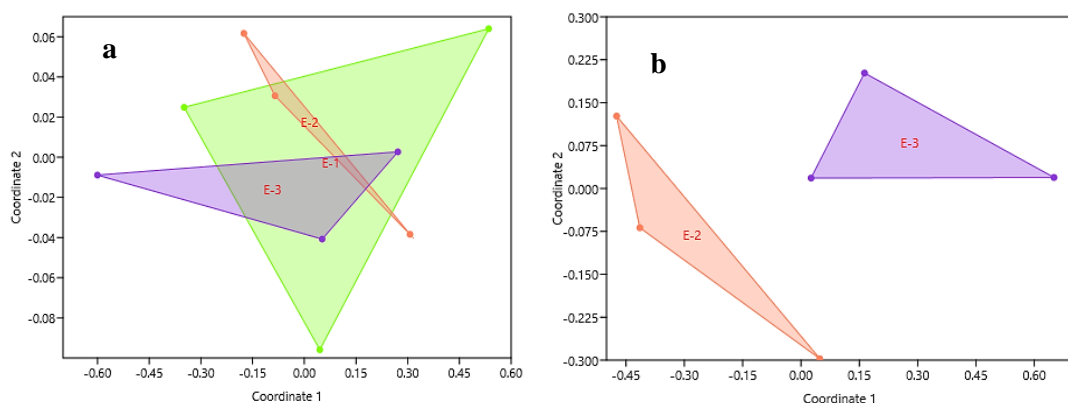 a
0.06
0.04
0.02
0.00
-0.02
-0.04
-0.06
-0.08
Coordinate 2
E-2
E-1
E-3
-0.60 -0.45 -0.30 -0.15 0.00 0.15 0.30 0.45 0.60
Coordinate 1
b
0.300
0.225
0.150
0.075
0.000
-0.075
-0.150
-0.225
-0.300
Coordinate 2
E-3
E-2
-0.45 -0.30 -0.15 0.00 0.15 0.30 0.45 0.60
Coordinate 1